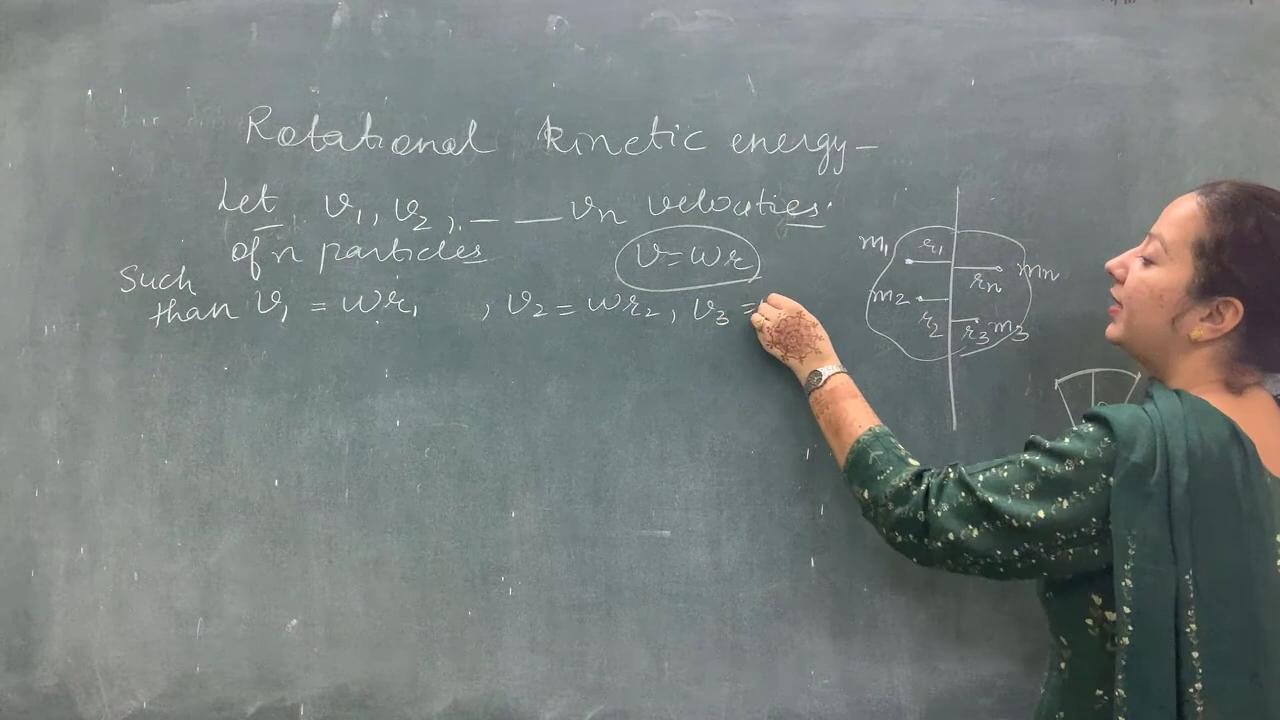 Rotational kinetic energy –
Let v1, v2, – — vn velocities
of n particles
v=ωr
Such
than v1 = ωr1 , v2 = ωr2, v3 =
m1 r1
rn mn
m2
r2 r3 m3